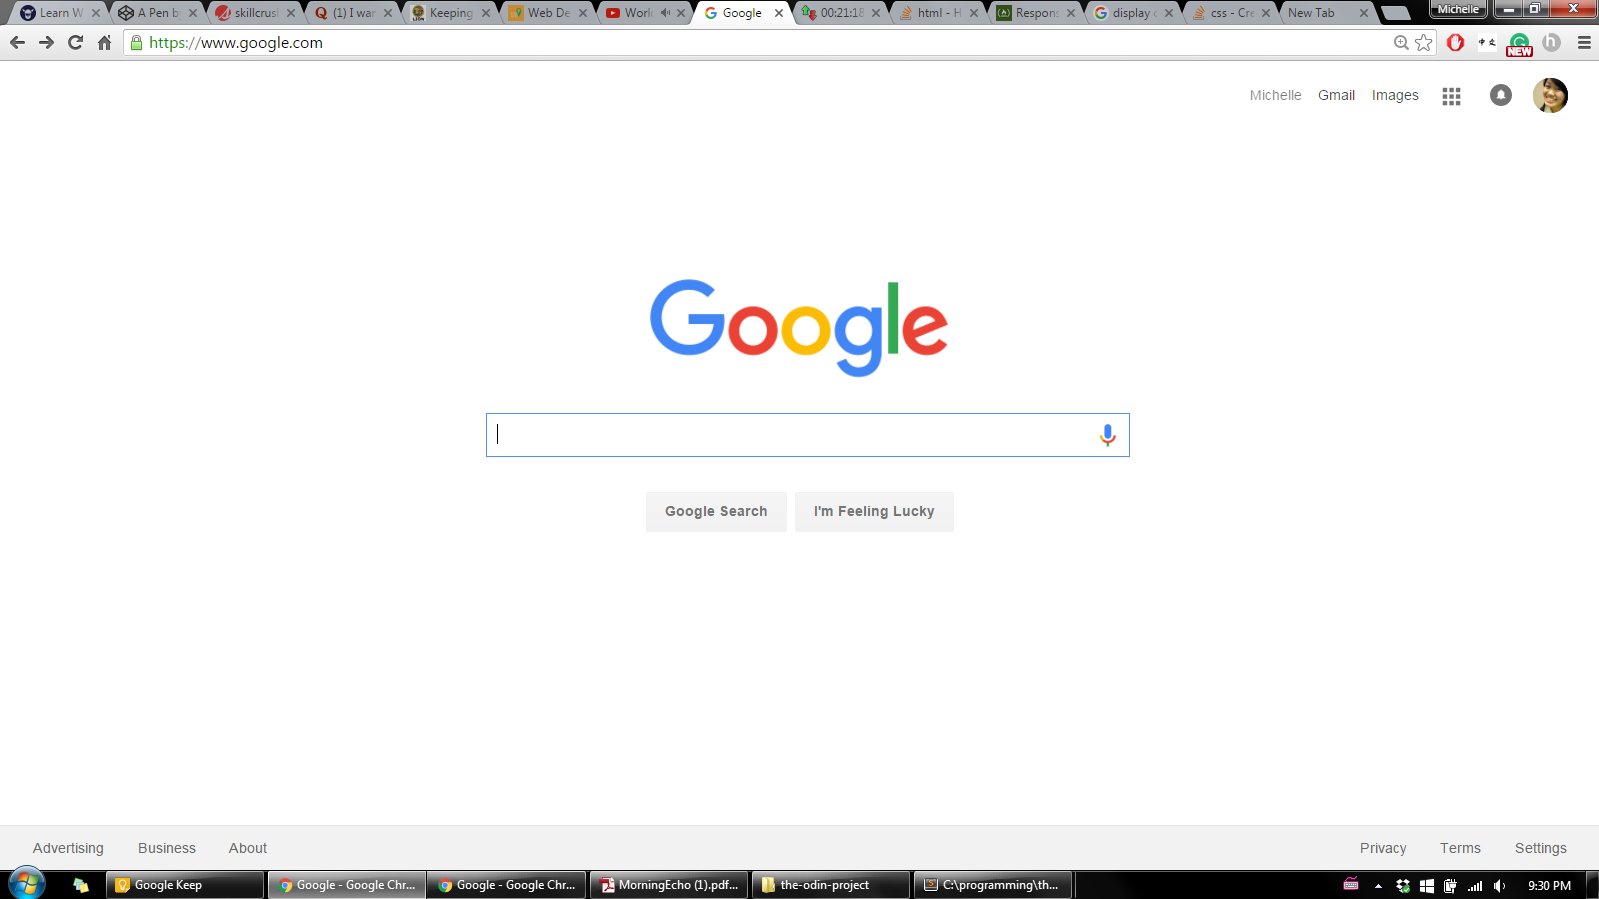 Learn W
A Pen by
skillcrush
(1) I war
Keeping
Web De
World
Google
00:21:18
html - H
Respons
display o
css - Cre
New Tab
Michelle
https://www.google.com
NEW
Michelle Gmail Images
Google
Google Search I'm Feeling Lucky
Advertising Business About Privacy Terms Settings
Google Keep
Google - Google Chr...
Google - Google Chr...
MorningEcho (1).pdf...
the-odin-project
C:\programming\th...
9:30 PM